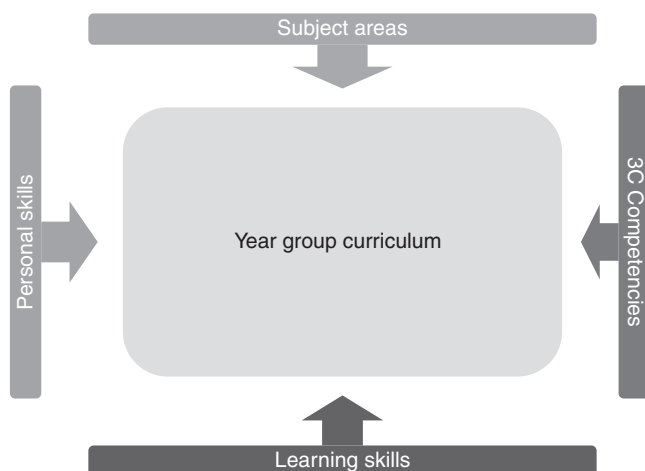 Subject areas
Personal skills
Year group curriculum
3C Competencies
Learning skills